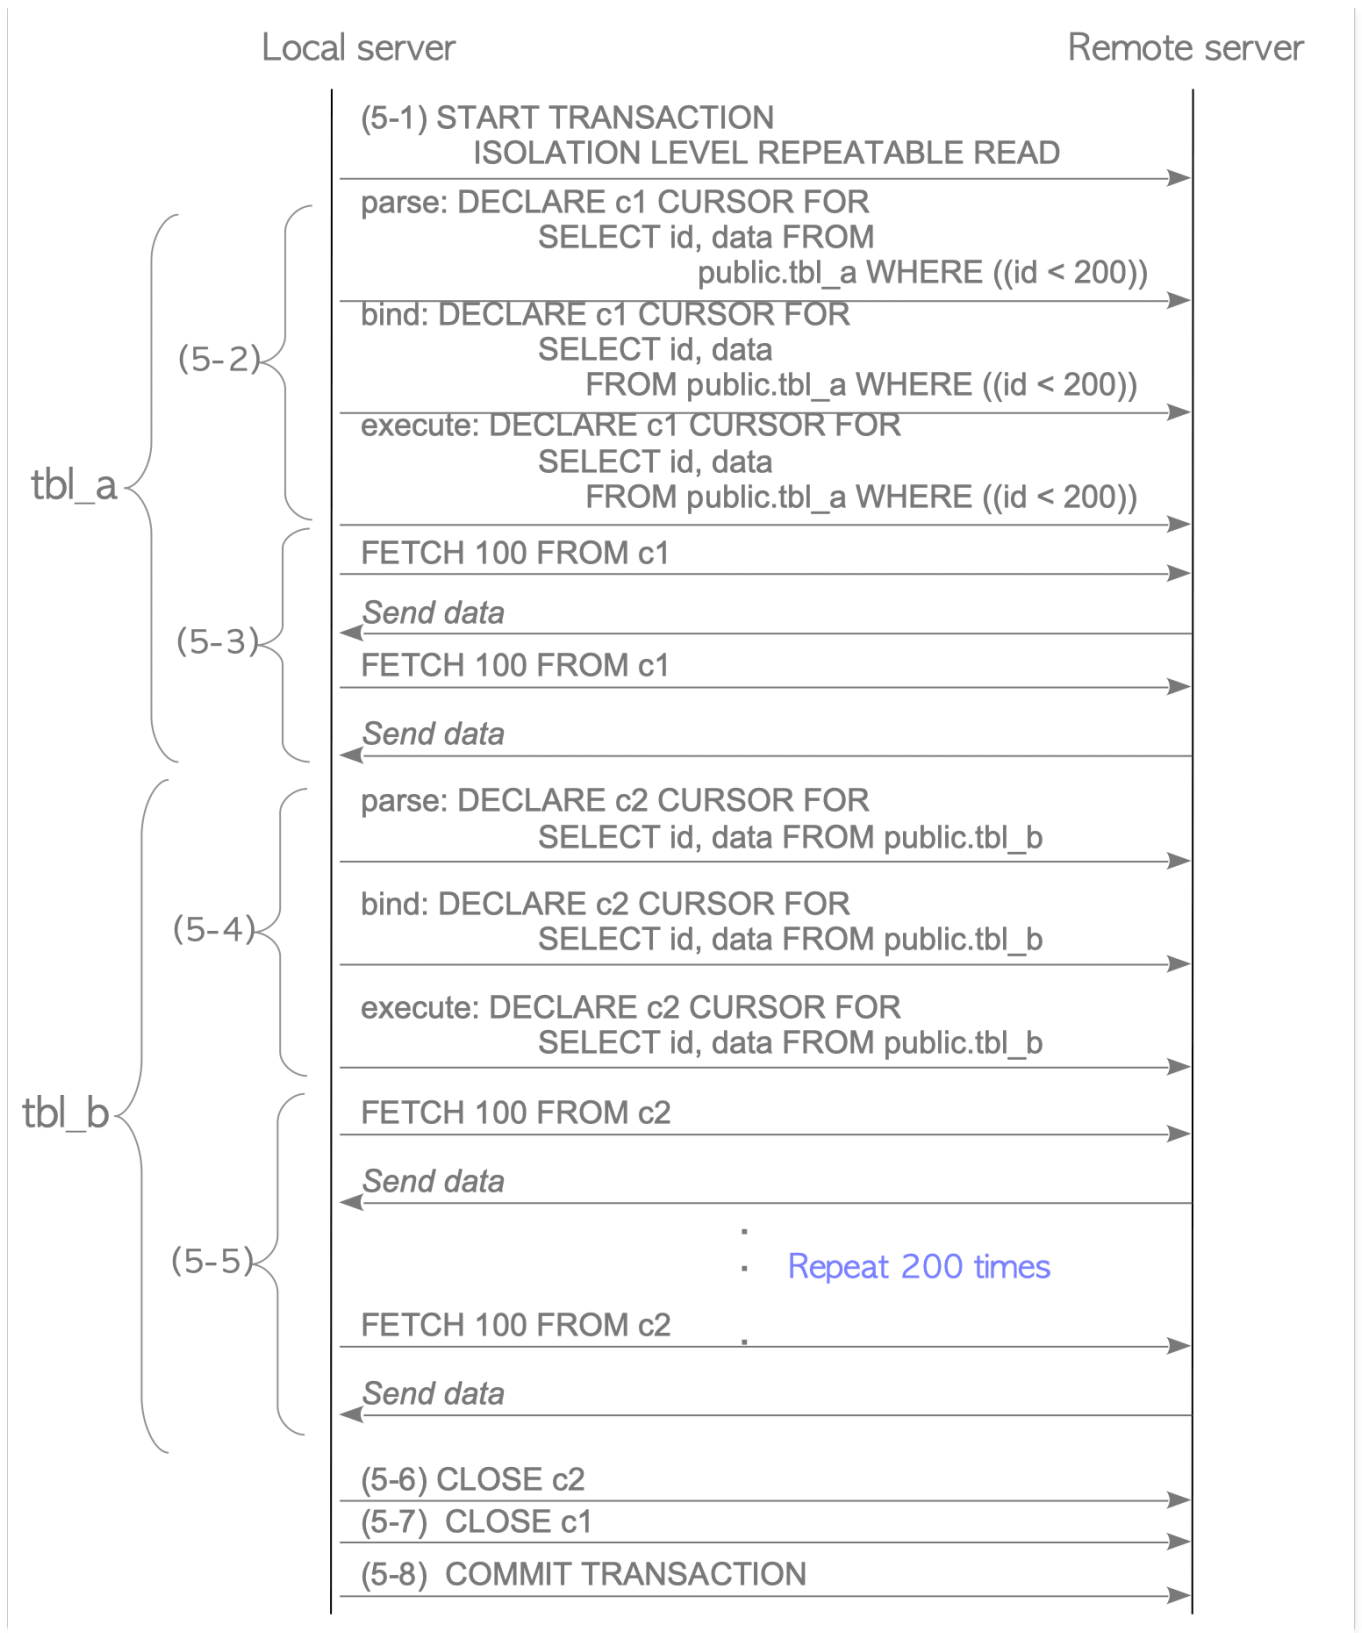 Local server
Remote server
(5-1) START TRANSACTION
ISOLATION LEVEL REPEATABLE READ
tbl_a
(5-2)
parse: DECLARE c1 CURSOR FOR
SELECT id, data FROM
public.tbl_a WHERE ((id < 200))
bind: DECLARE c1 CURSOR FOR
SELECT id, data
FROM public.tbl_a WHERE ((id < 200))
execute: DECLARE c1 CURSOR FOR
SELECT id, data
FROM public.tbl_a WHERE ((id < 200))
(5-3)
FETCH 100 FROM c1
Send data
FETCH 100 FROM c1
Send data
tbl_b
(5-4)
parse: DECLARE c2 CURSOR FOR
SELECT id, data FROM public.tbl_b
bind: DECLARE c2 CURSOR FOR
SELECT id, data FROM public.tbl_b
execute: DECLARE c2 CURSOR FOR
SELECT id, data FROM public.tbl_b
(5-5)
FETCH 100 FROM c2
Send data
Repeat 200 times
FETCH 100 FROM c2
Send data
(5-6) CLOSE c2
(5-7) CLOSE c1
(5-8) COMMIT TRANSACTION